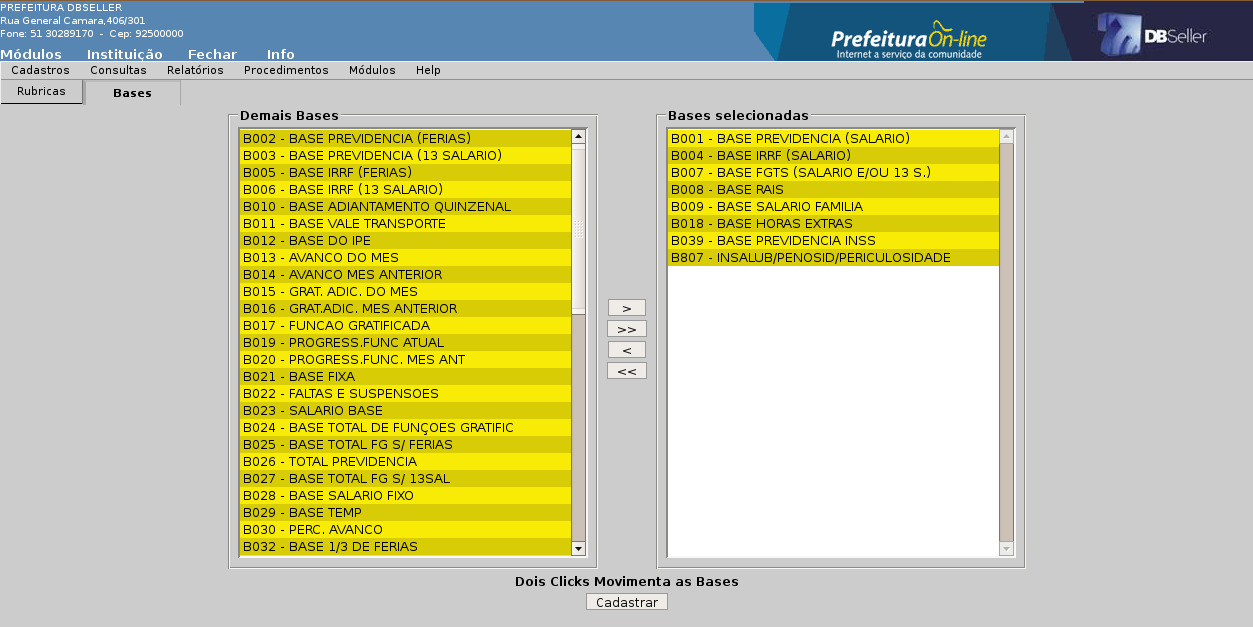 PREFEITURA DBSELLER
Rua General Camara,406/301
Fone: 51 30289170 - Cep: 92500000
Prefeitura On-line
Internet a serviço da comunidade
DBSeller
Módulos Instituição Fechar Info
Cadastros Consultas Relatórios Procedimentos Módulos Help
Rubricas Bases
Demais Bases
B002 - BASE PREVIDENCIA (FERIAS)
B003 - BASE PREVIDENCIA (13 SALARIO)
B005 - BASE IRRF (FERIAS)
B006 - BASE IRRF (13 SALARIO)
B010 - BASE ADIANTAMENTO QUINZENAL
B011 - BASE VALE TRANSPORTE
B012 - BASE DO IPE
B013 - AVANCO DO MES
B014 - AVANCO MES ANTERIOR
B015 - GRAT. ADIC. DO MES
B016 - GRAT.ADIC. MES ANTERIOR
B017 - FUNCAO GRATIFICADA
B019 - PROGRESS.FUNC ATUAL
B020 - PROGRESS.FUNC. MES ANT
B021 - BASE FIXA
B022 - FALTAS E SUSPENSOES
B023 - SALARIO BASE
B024 - BASE TOTAL DE FUNÇOES GRATIFIC
B025 - BASE TOTAL FG S/ FERIAS
B026 - TOTAL PREVIDENCIA
B027 - BASE TOTAL FG S/ 13SAL
B028 - BASE SALARIO FIXO
B029 - BASE TEMP
B030 - PERC. AVANCO
B032 - BASE 1/3 DE FERIAS
>
>>
<
<<
Bases selecionadas
B001 - BASE PREVIDENCIA (SALARIO)
B004 - BASE IRRF (SALARIO)
B007 - BASE FGTS (SALARIO E/OU 13 S.)
B008 - BASE RAIS
B009 - BASE SALARIO FAMILIA
B018 - BASE HORAS EXTRAS
B039 - BASE PREVIDENCIA INSS
B807 - INSALUB/PENOSID/PERICULOSIDADE
Dois Clicks Movimenta as Bases
Cadastrar